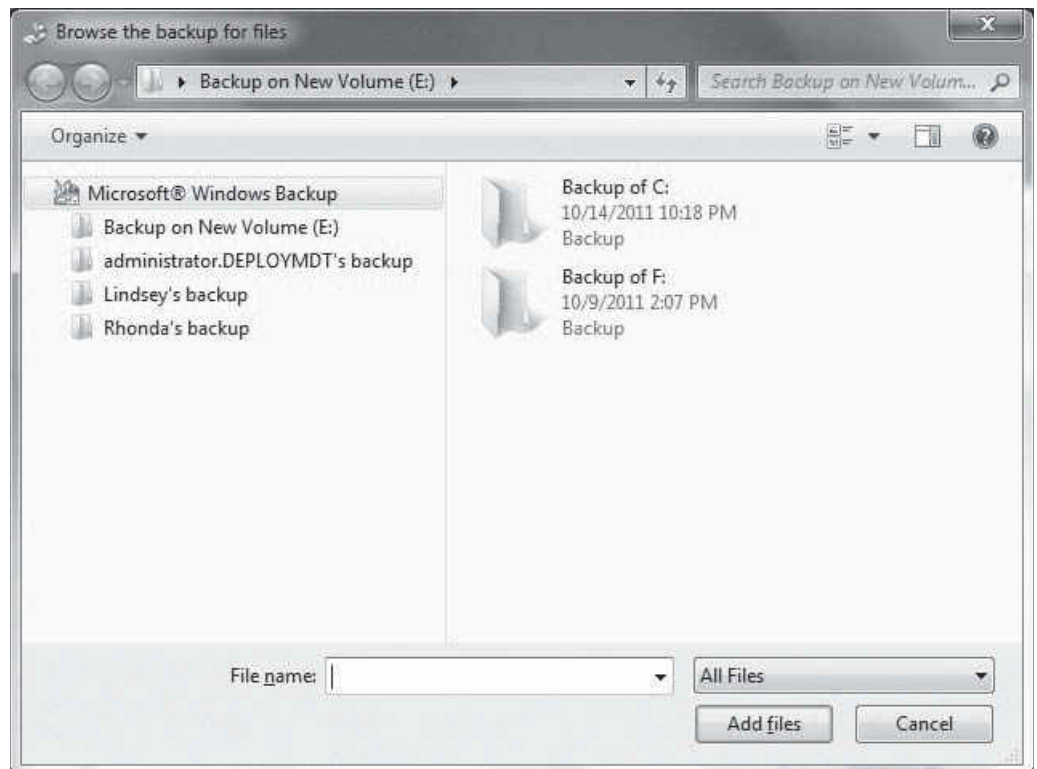 Browse the backup for files
x
Backup on New Volume (E:)
Search Backup on New Volum...
Organize
Microsoft® Windows Backup
Backup on New Volume (E:)
administrator.DEPLOYMDT's backup
Lindsey's backup
Rhonda's backup
Backup of C:
10/14/2011 10:18 PM
Backup
Backup of F:
10/9/2011 2:07 PM
Backup
File name:
All Files
Add files
Cancel